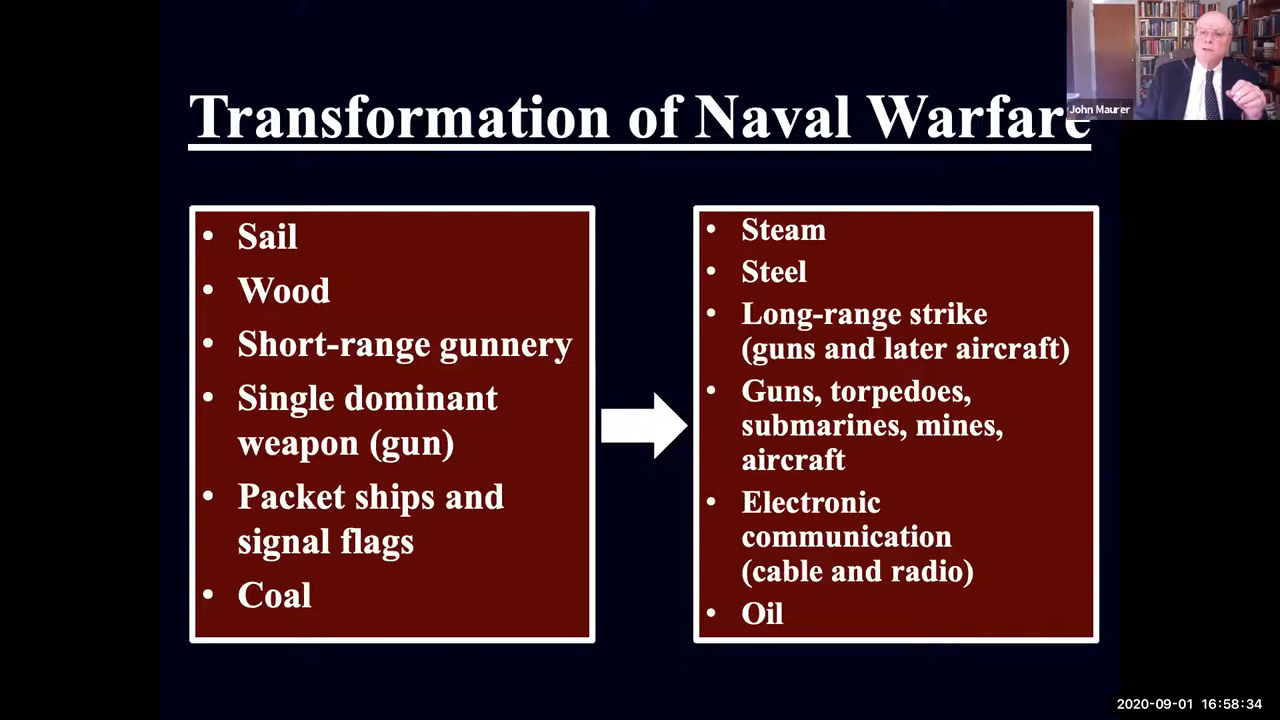 Transformation of Naval Warfare
John Maurer
• Sail
• Wood
• Short-range gunnery
• Single dominant
weapon (gun)
• Packet ships and
signal flags
• Coal
• Steam
• Steel
• Long-range strike
(guns and later aircraft)
• Guns, torpedoes,
submarines, mines,
aircraft
• Electronic
communication
(cable and radio)
• Oil
2020-09-01 16:58:34